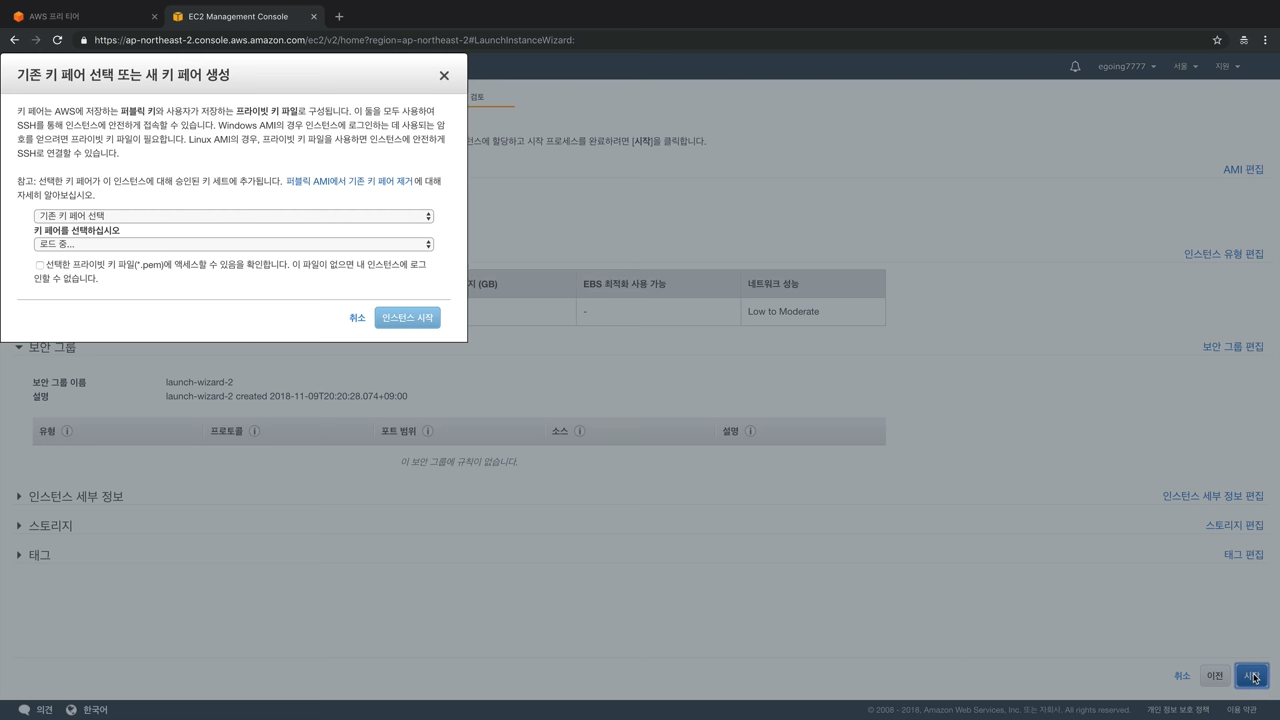 AWS 프리 티어
EC2 Management Console
https://ap-northeast-2.console.aws.amazon.com/ec2/v2/home?region=ap-northeast-2#LaunchInstanceWizard:
egoing7777
서울
지원
기존 키 페어 선택 또는 새 키 페어 생성
검토
키 페어는 AWS에 저장하는 퍼블릭 키와 사용자가 저장하는 프라이빗 키 파일로 구성됩니다. 이 둘을 모두 사용하여
SSH를 통해 인스턴스에 안전하게 접속할 수 있습니다. Windows AMI의 경우 인스턴스에 로그인하는 데 사용되는 암
호를 얻으려면 프라이빗 키 파일이 필요합니다. Linux AMI의 경우, 프라이빗 키 파일을 사용하면 인스턴스에 안전하게
SSH로 연결할 수 있습니다.
스턴스에 할당하고 시작 프로세스를 완료하려면 [시작]을 클릭합니다.
AMI 편집
참고: 선택한 키 페어가 이 인스턴스에 대해 승인된 키 세트에 추가됩니다. 퍼블릭 AMI에서 기존 키 페어 제거에 대해
자세히 알아보십시오.
기존 키 페어 선택
키 페어를 선택하십시오
로드 중...
선택한 프라이빗 키 파일(*.pem)에 액세스할 수 있음을 확인합니다. 이 파일이 없으면 내 인스턴스에 로그
인할 수 없습니다.
취소
인스턴스 시작
인스턴스 유형 편집
지 (GB)
EBS 최적화 사용 가능
네트워크 성능
-
Low to Moderate
보안 그룹
보안 그룹 편집
보안 그룹 이름
launch-wizard-2
설명
launch-wizard-2 created 2018-11-09T20:20:28.074+09:00
유형
프로토콜
포트 범위
소스
설명
이 보안 그룹에 규칙이 없습니다.
인스턴스 세부 정보
인스턴스 세부 정보 편집
스토리지
스토리지 편집
태그
태그 편집
취소
이전
의견
한국어
© 2008 - 2018, Amazon Web Services, Inc. 또는 자회사. All rights reserved.
개인 정보 보호 정책
이용 약관